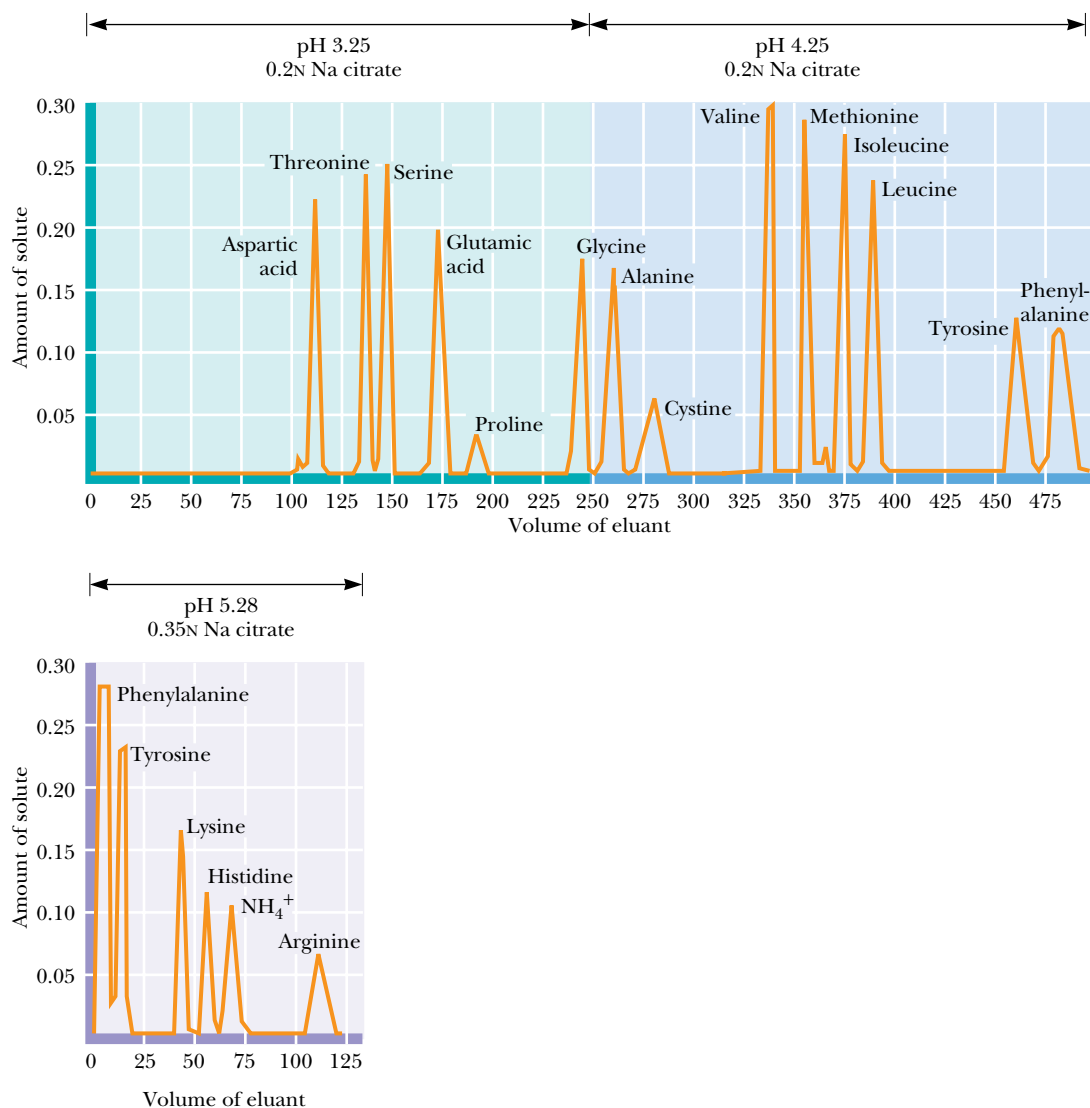 pH 3.25
0.2N Na citrate
pH 4.25
0.2N Na citrate
Amount of solute
0.30
0.25
0.20
0.15
0.10
0.05
Aspartic
acid
Threonine
Serine
Glutamic
acid
Proline
Glycine
Alanine
Cystine
Valine
Methionine
Isoleucine
Leucine
Tyrosine
Phenyl-
alanine
0 25 50 75 100 125 150 175 200 225 250 275 300 325 350 375 400 425 450 475
Volume of eluant
pH 5.28
0.35N Na citrate
Amount of solute
0.30
0.25
0.20
0.15
0.10
0.05
Phenylalanine
Tyrosine
Lysine
Histidine
NH₄⁺
Arginine
0 25 50 75 100 125
Volume of eluant